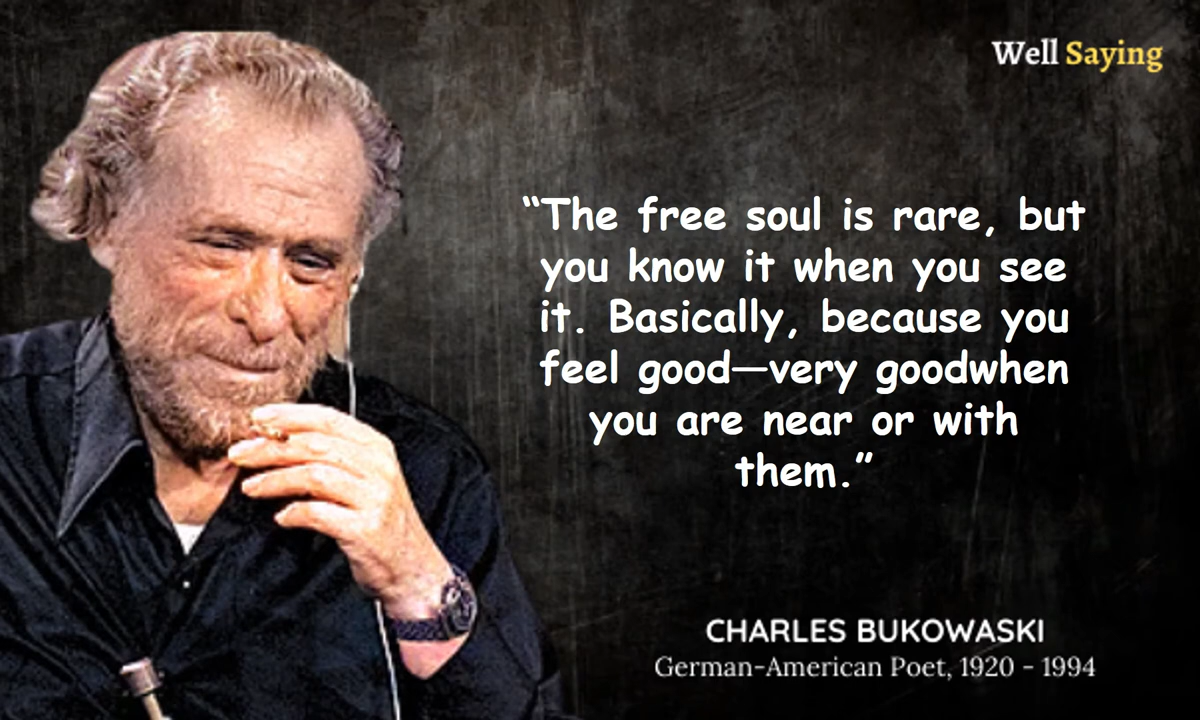 Well Saying
“The free soul is rare, but
you know it when you see
it. Basically, because you
feel good—very goodwhen
you are near or with
them.”
CHARLES BUKOWASKI
German-American Poet, 1920 - 1994